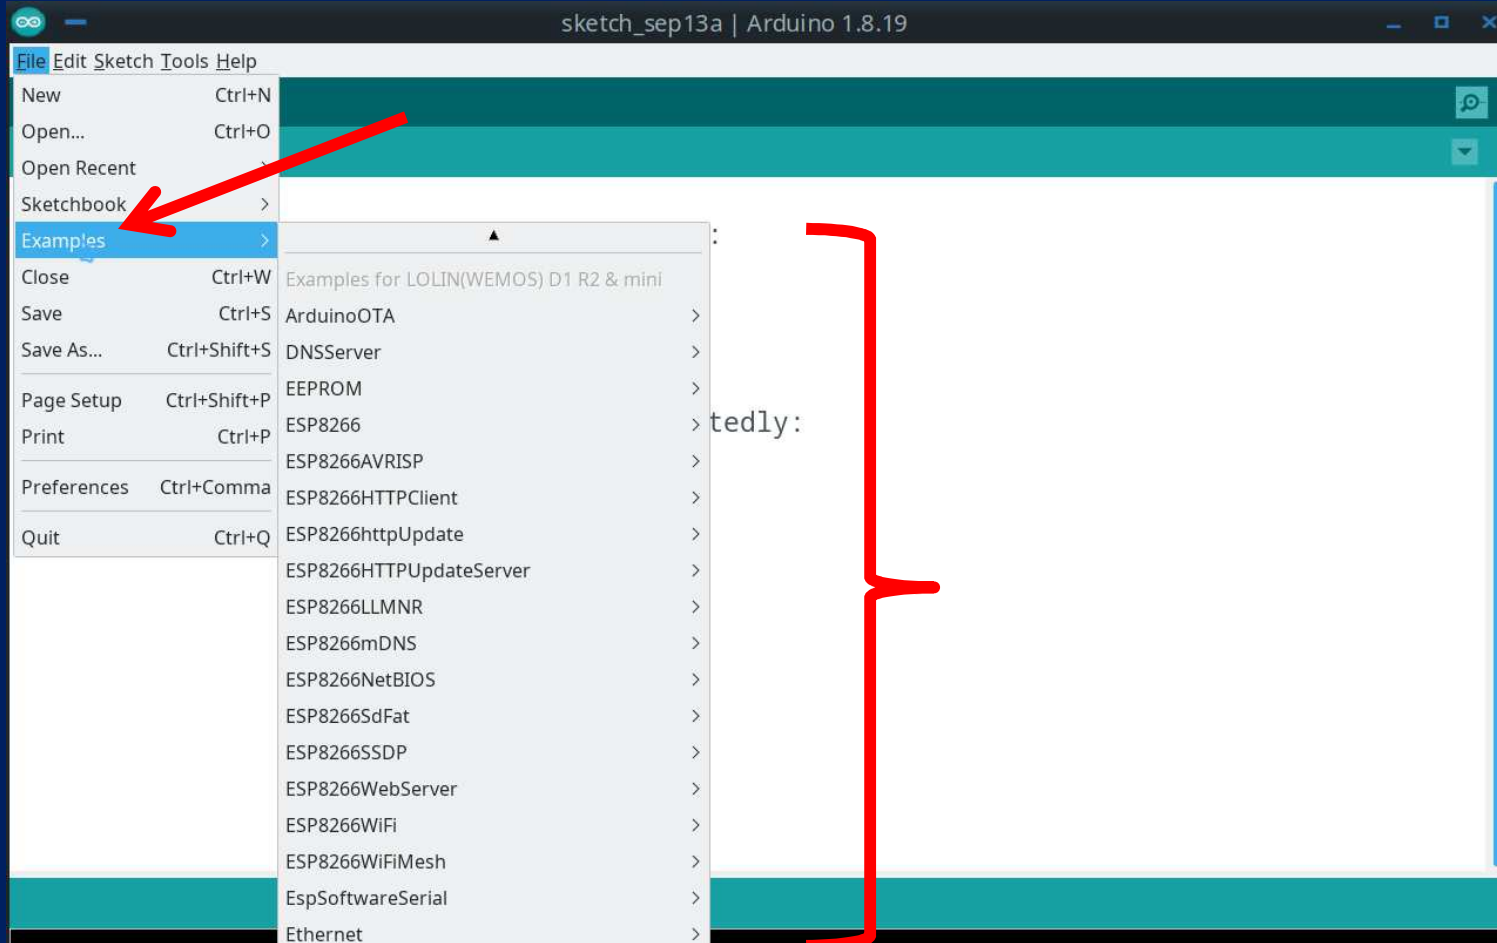 sketch_sep13a | Arduino 1.8.19
File Edit Sketch Tools Help
New Ctrl+N
Open... Ctrl+O
Open Recent
Sketchbook
Examples
Close Ctrl+W
Save Ctrl+S
Save As... Ctrl+Shift+S
Page Setup Ctrl+Shift+P
Print Ctrl+P
Preferences Ctrl+Comma
Quit Ctrl+Q
Examples for LOLIN(WEMOS) D1 R2 & mini
ArduinoOTA
DNSServer
EEPROM
ESP8266
ESP8266AVRISP
ESP8266HTTPClient
ESP8266httpUpdate
ESP8266HTTPUpdateServer
ESP8266LLMNR
ESP8266mDNS
ESP8266NetBIOS
ESP8266SdFat
ESP8266SSDP
ESP8266WebServer
ESP8266WiFi
ESP8266WiFiMesh
EspSoftwareSerial
Ethernet
:
tedly: